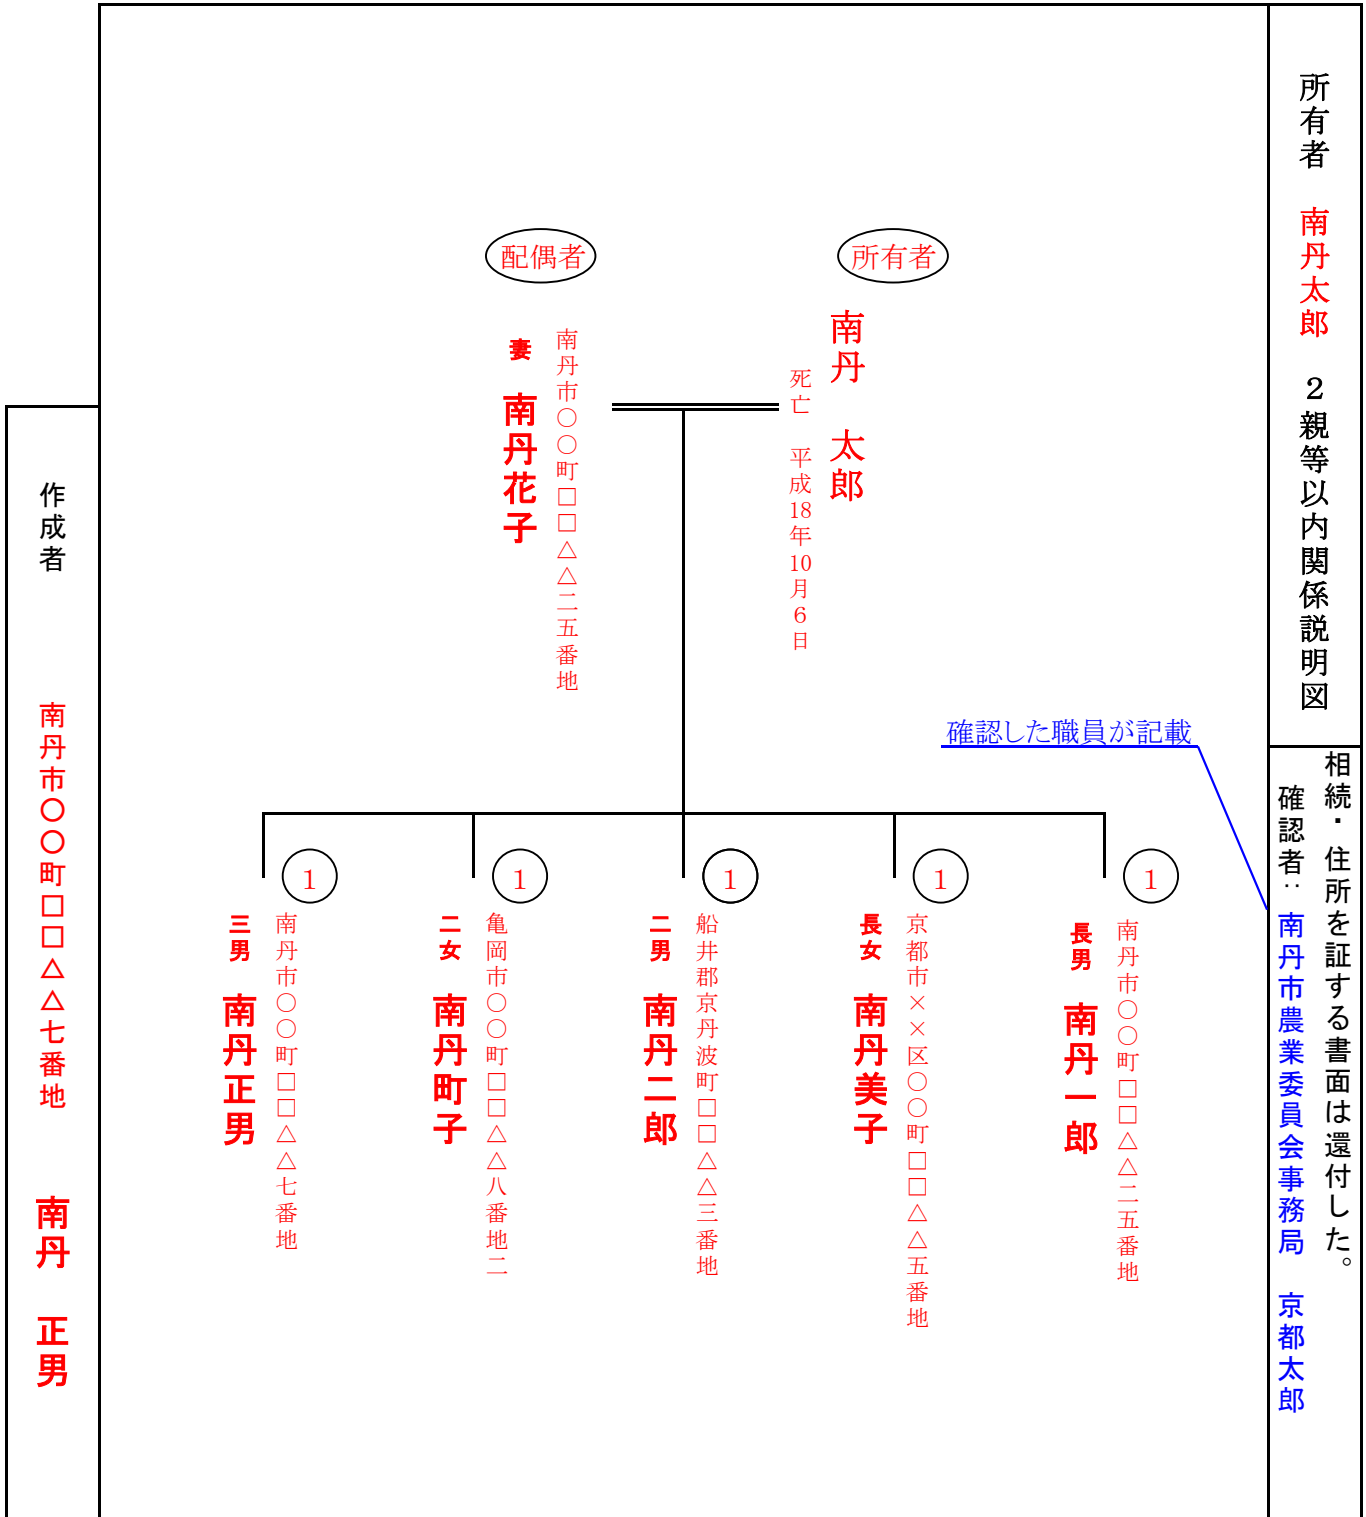 所有者　南丹太郎　２親等以内関係説明図
相続・住所を証する書面は還付した。
確認者：南丹市農業委員会事務局　京都太郎
確認した職員が記載
所有者
南丹　太郎
死亡　平成18年10月６日
配偶者
南丹市〇〇町□□△△二五番地
妻　南丹花子
１
南丹市〇〇町□□△△二五番地
長男　南丹一郎
１
京都市××区〇〇町□□△△五番地
長女　南丹美子
１
船井郡京丹波町□□△△三番地
二男　南丹二郎
１
亀岡市〇〇町□□△△八番地二
二女　南丹町子
１
南丹市〇〇町□□△△七番地
三男　南丹正男
作成者　南丹市〇〇町□□△△七番地　南丹　正男